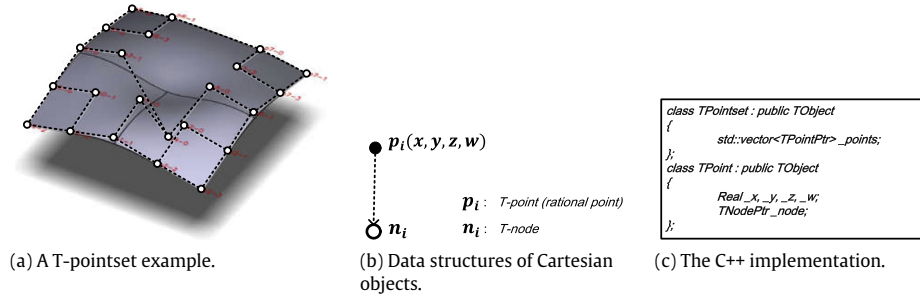 p_i(x, y, z, w)
p_i : T-point (rational point)
n_i
n_i : T-node
class TPointset : public TObject
{
std::vector<TPointPtr> _points;
};
class TPoint : public TObject
{
Real _x, _y, _z, _w;
TNodePtr _node;
};
(a) A T-pointset example.
(b) Data structures of Cartesian
objects.
(c) The C++ implementation.